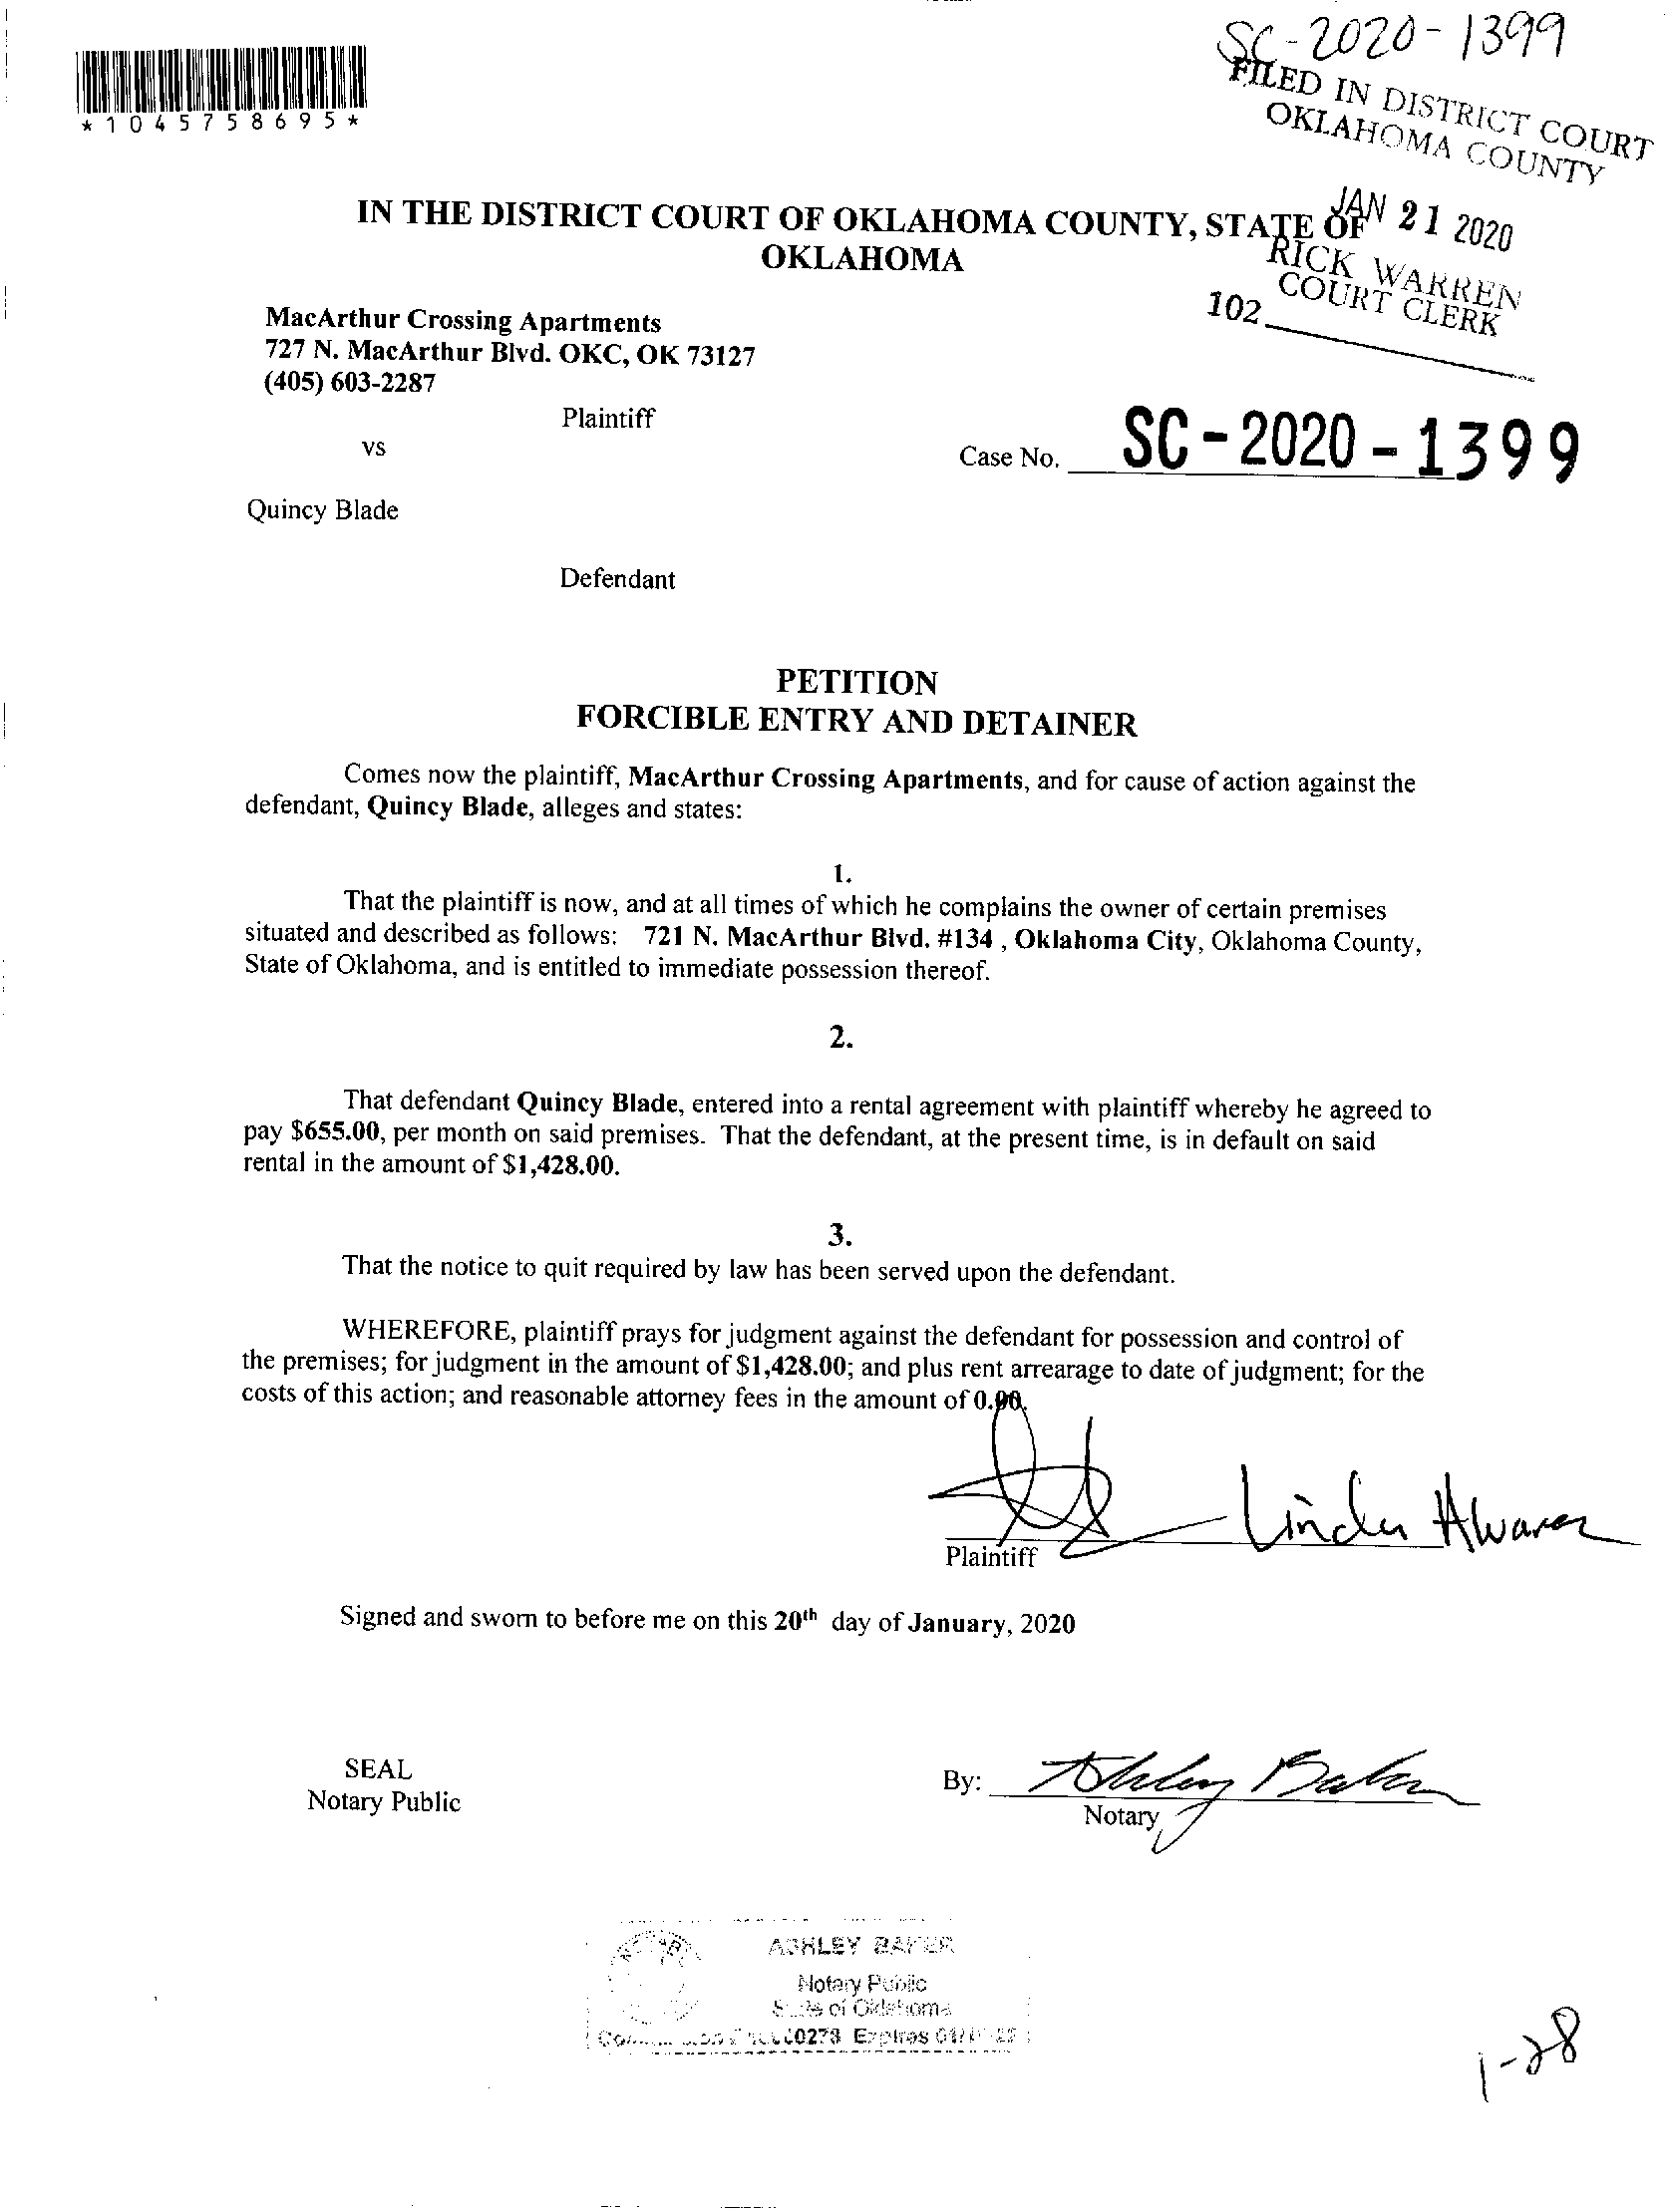 SC-2020-1399
FILED IN DISTRICT COURT
OKLAHOMA COUNTY
*1045758695*
JAN 21 2020
RICK WARREN
COURT CLERK
102
IN THE DISTRICT COURT OF OKLAHOMA COUNTY, STATE OF
OKLAHOMA
MacArthur Crossing Apartments
727 N. MacArthur Blvd. OKC, OK 73127
(405) 603-2287
Plaintiff
vs
Case No. SC-2020-1399
Quincy Blade
Defendant
PETITION
FORCIBLE ENTRY AND DETAINER
Comes now the plaintiff, MacArthur Crossing Apartments, and for cause of action against the
defendant, Quincy Blade, alleges and states:
1.
That the plaintiff is now, and at all times of which he complains the owner of certain premises
situated and described as follows: 721 N. MacArthur Blvd. #134 , Oklahoma City, Oklahoma County,
State of Oklahoma, and is entitled to immediate possession thereof.
2.
That defendant Quincy Blade, entered into a rental agreement with plaintiff whereby he agreed to
pay $655.00, per month on said premises. That the defendant, at the present time, is in default on said
rental in the amount of $1,428.00.
3.
That the notice to quit required by law has been served upon the defendant.
WHEREFORE, plaintiff prays for judgment against the defendant for possession and control of
the premises; for judgment in the amount of $1,428.00; and plus rent arrearage to date of judgment; for the
costs of this action; and reasonable attorney fees in the amount of 0.00.
Linda Alvarez
Plaintiff
Signed and sworn to before me on this 20th day of January, 2020
SEAL
Notary Public
By: Ashley Baker
Notary
ASHLEY BAKER
Notary Public
State of Oklahoma
Expires
1-28